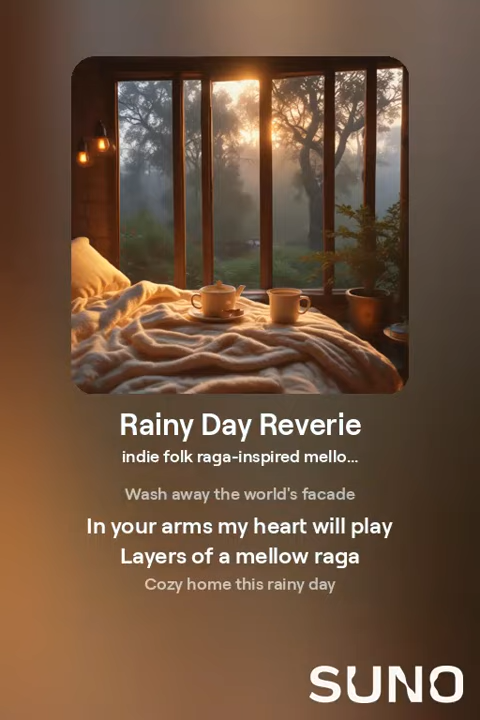 Rainy Day Reverie
indie folk raga-inspired mello...
Wash away the world's facade
In your arms my heart will play
Layers of a mellow raga
Cozy home this rainy day
SUNO